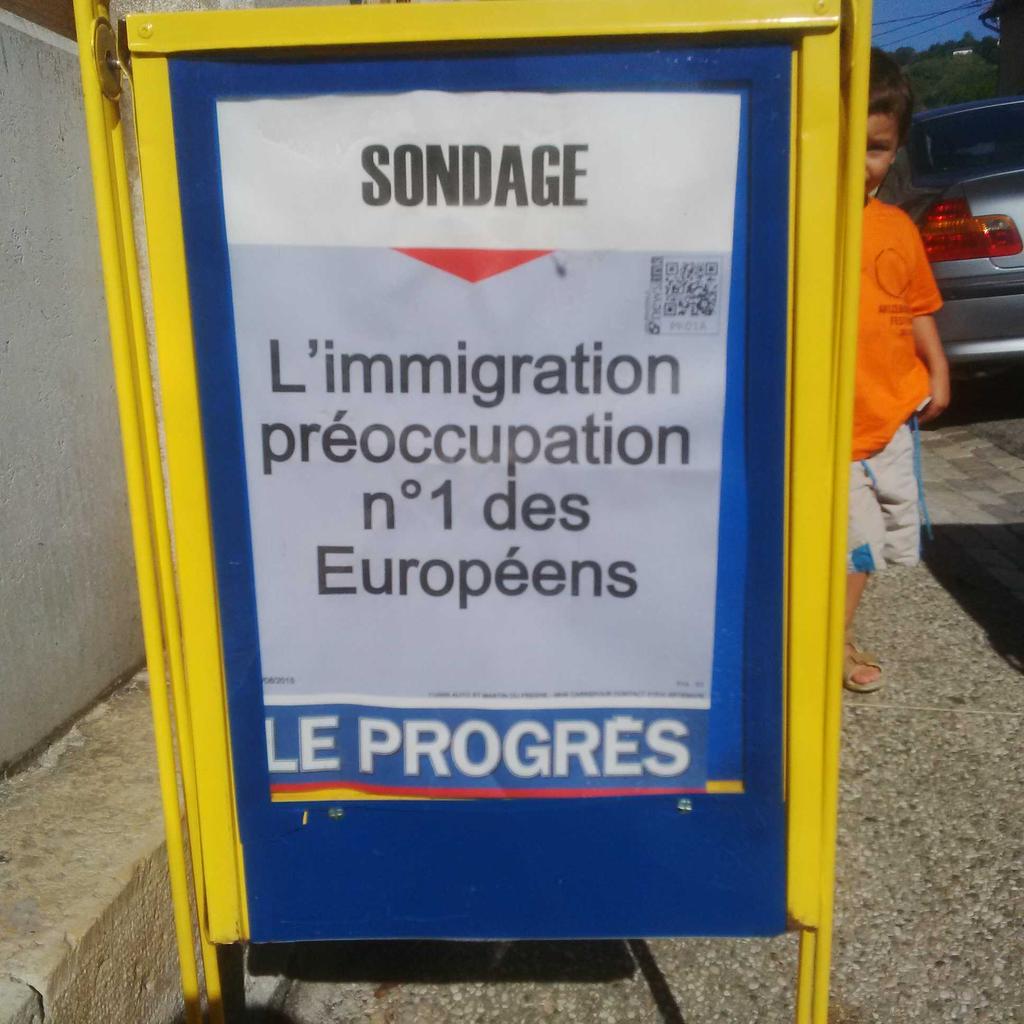 SONDAGE
L'immigration
préoccupation
n°1 des
Européens
LE PROGRÈS